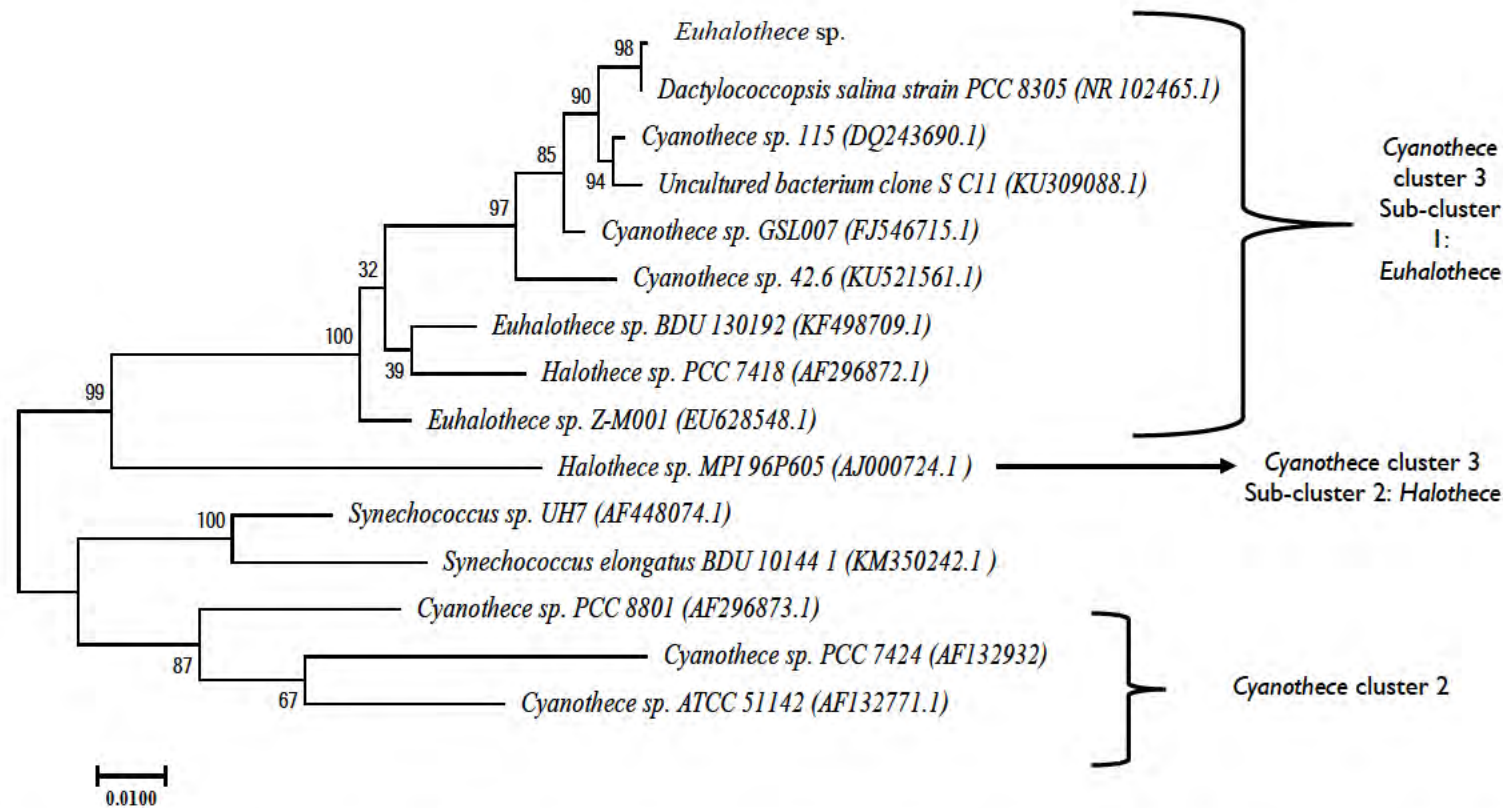 Euhalothece sp.
98
Dactylococcopsis salina strain PCC 8305 (NR 102465.1)
90
Cyanothece sp. 115 (DQ243690.1)
85
94
Uncultured bacterium clone S C11 (KU309088.1)
97
Cyanothece sp. GSL007 (FJ546715.1)
32
Cyanothece sp. 42.6 (KU521561.1)
Euhalothece sp. BDU 130192 (KF498709.1)
100
39
Halothece sp. PCC 7418 (AF296872.1)
99
Euhalothece sp. Z-M001 (EU628548.1)
Halothece sp. MPI 96P605 (AJ000724.1 )
100
Synechococcus sp. UH7 (AF448074.1)
Synechococcus elongatus BDU 10144 1 (KM350242.1 )
Cyanothece sp. PCC 8801 (AF296873.1)
87
Cyanothece sp. PCC 7424 (AF132932)
67
Cyanothece sp. ATCC 51142 (AF132771.1)
0.0100
Cyanothece
cluster 3
Sub-cluster
1:
Euhalothece
Cyanothece cluster 3
Sub-cluster 2: Halothece
Cyanothece cluster 2